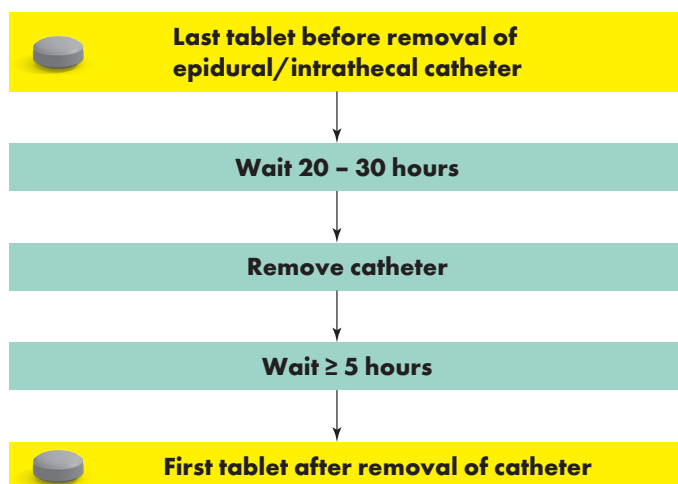 Last tablet before removal of
epidural/intrathecal catheter
Wait 20 – 30 hours
Remove catheter
Wait ≥ 5 hours
First tablet after removal of catheter